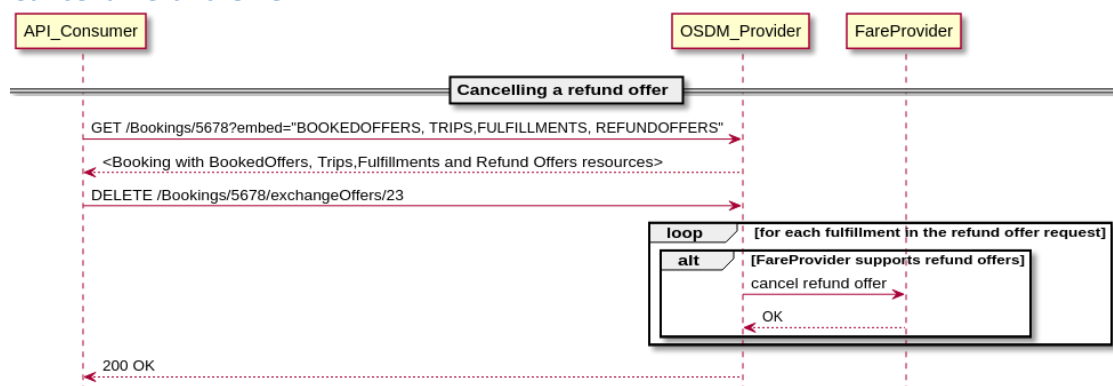 API_Consumer OSDM_Provider FareProvider
Cancelling a refund offer
GET /Bookings/5678?embed="BOOKEDOFFERS, TRIPS,FULFILLMENTS, REFUNDOFFERS"
<Booking with BookedOffers, Trips,Fulfillments and Refund Offers resources>
DELETE /Bookings/5678/exchangeOffers/23
loop [for each fulfillment in the refund offer request]
alt [FareProvider supports refund offers]
cancel refund offer
OK
200 OK